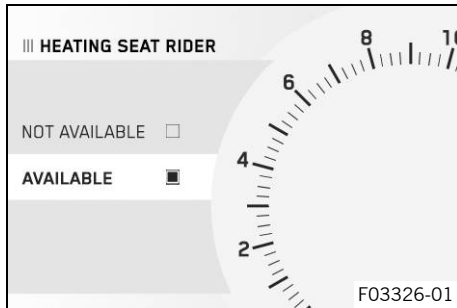 HEATING SEAT RIDER
NOT AVAILABLE
AVAILABLE
8
10
6
4
2
F03326-01